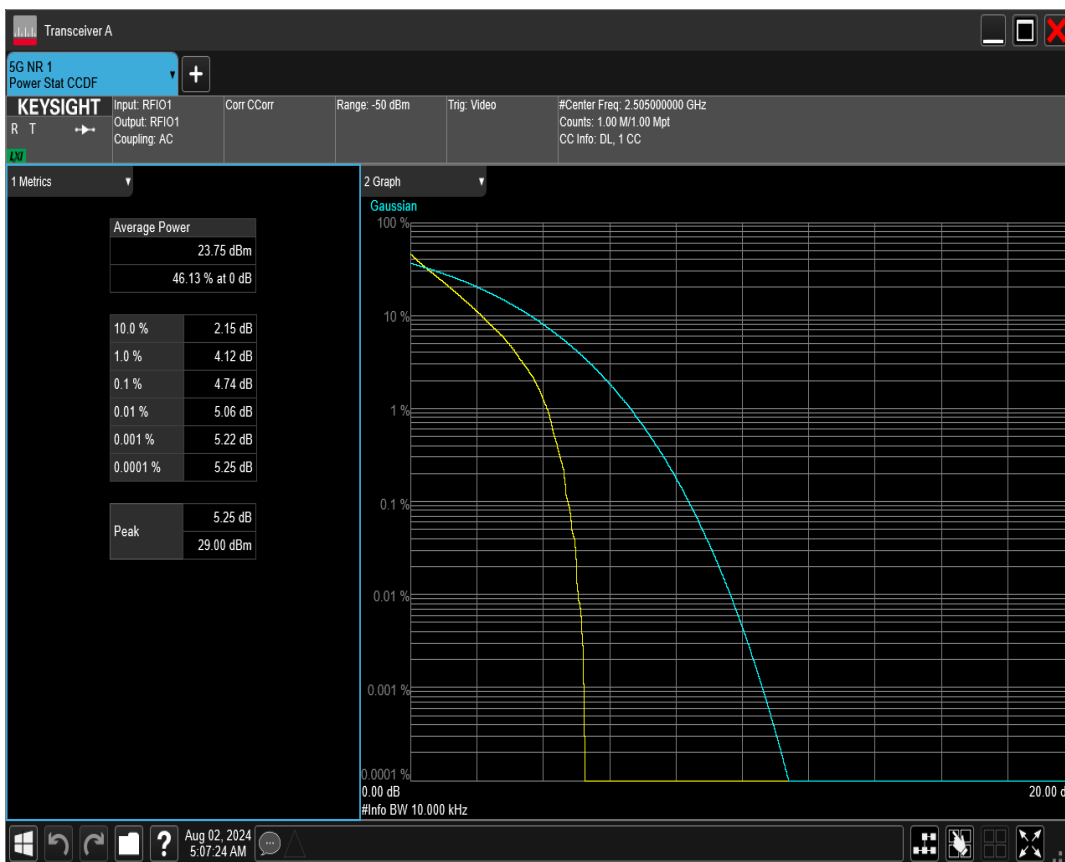 Transceiver A
5G NR 1
Power Stat CCDF
KEYSIGHT
R T
LXI
Input: RFIO1
Output: RFIO1
Coupling: AC
Corr CCorr
Range: -50 dBm
Trig: Video
#Center Freq: 2.505000000 GHz
Counts: 1.00 M/1.00 Mpt
CC Info: DL, 1 CC
1 Metrics
Average Power
23.75 dBm
46.13 % at 0 dB
10.0 % 2.15 dB
1.0 % 4.12 dB
0.1 % 4.74 dB
0.01 % 5.06 dB
0.001 % 5.22 dB
0.0001 % 5.25 dB
Peak
5.25 dB
29.00 dBm
2 Graph
Gaussian
100 %
10 %
1 %
0.1 %
0.01 %
0.001 %
0.0001 %
0.00 dB
20.00 d
#Info BW 10.000 kHz
?
Aug 02, 2024
5:07:24 AM